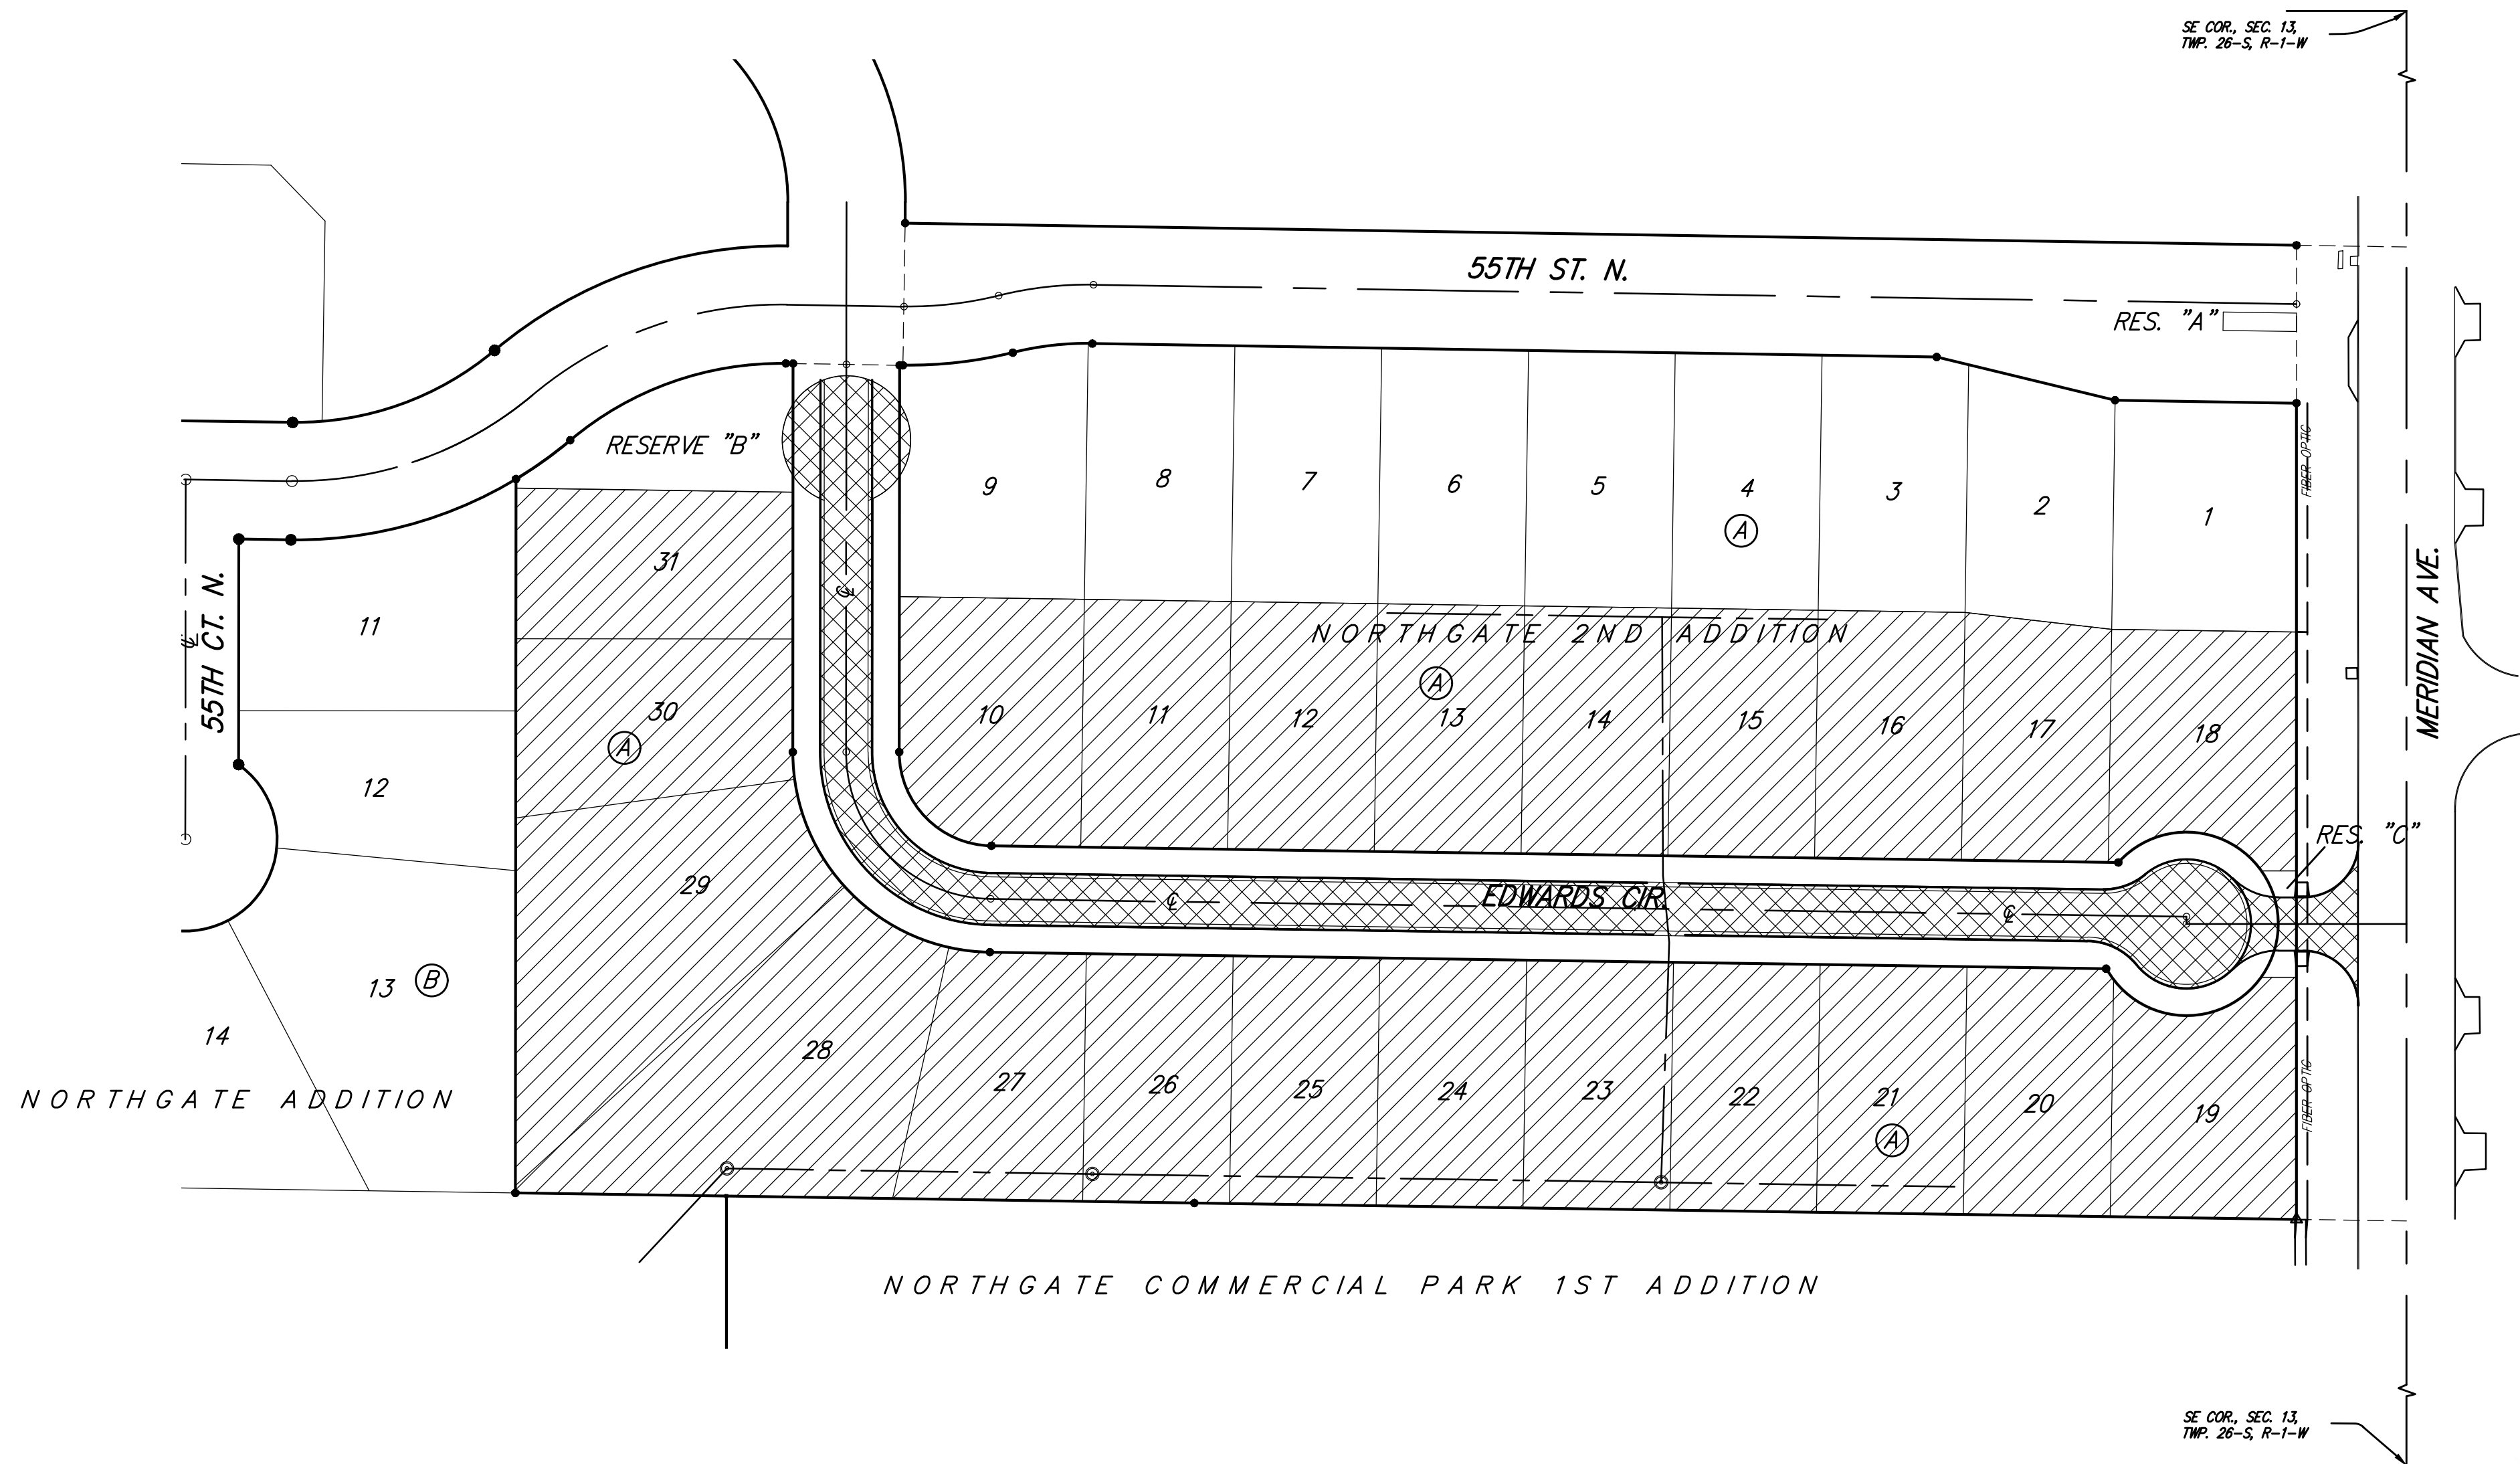 SE COR., SEC. 13,
TWP. 26-S, R-1-W
55TH ST. N.
RES. "A"
RESERVE "B"
9
8
7
6
5
4
3
2
1
A
FIBER OPTIC
31
11
55TH CT. N.
℄
℄
MERIDIAN AVE.
NORTHGATE 2ND ADDITION
A
30
10
11
12
13
14
15
16
17
18
A
12
RES. "C"
29
EDWARDS CIR.
℄
℄
13
B
14
28
27
26
25
24
23
22
21
20
19
A
FIBER OPTIC
NORTHGATE ADDITION
NORTHGATE COMMERCIAL PARK 1ST ADDITION
SE COR., SEC. 13,
TWP. 26-S, R-1-W